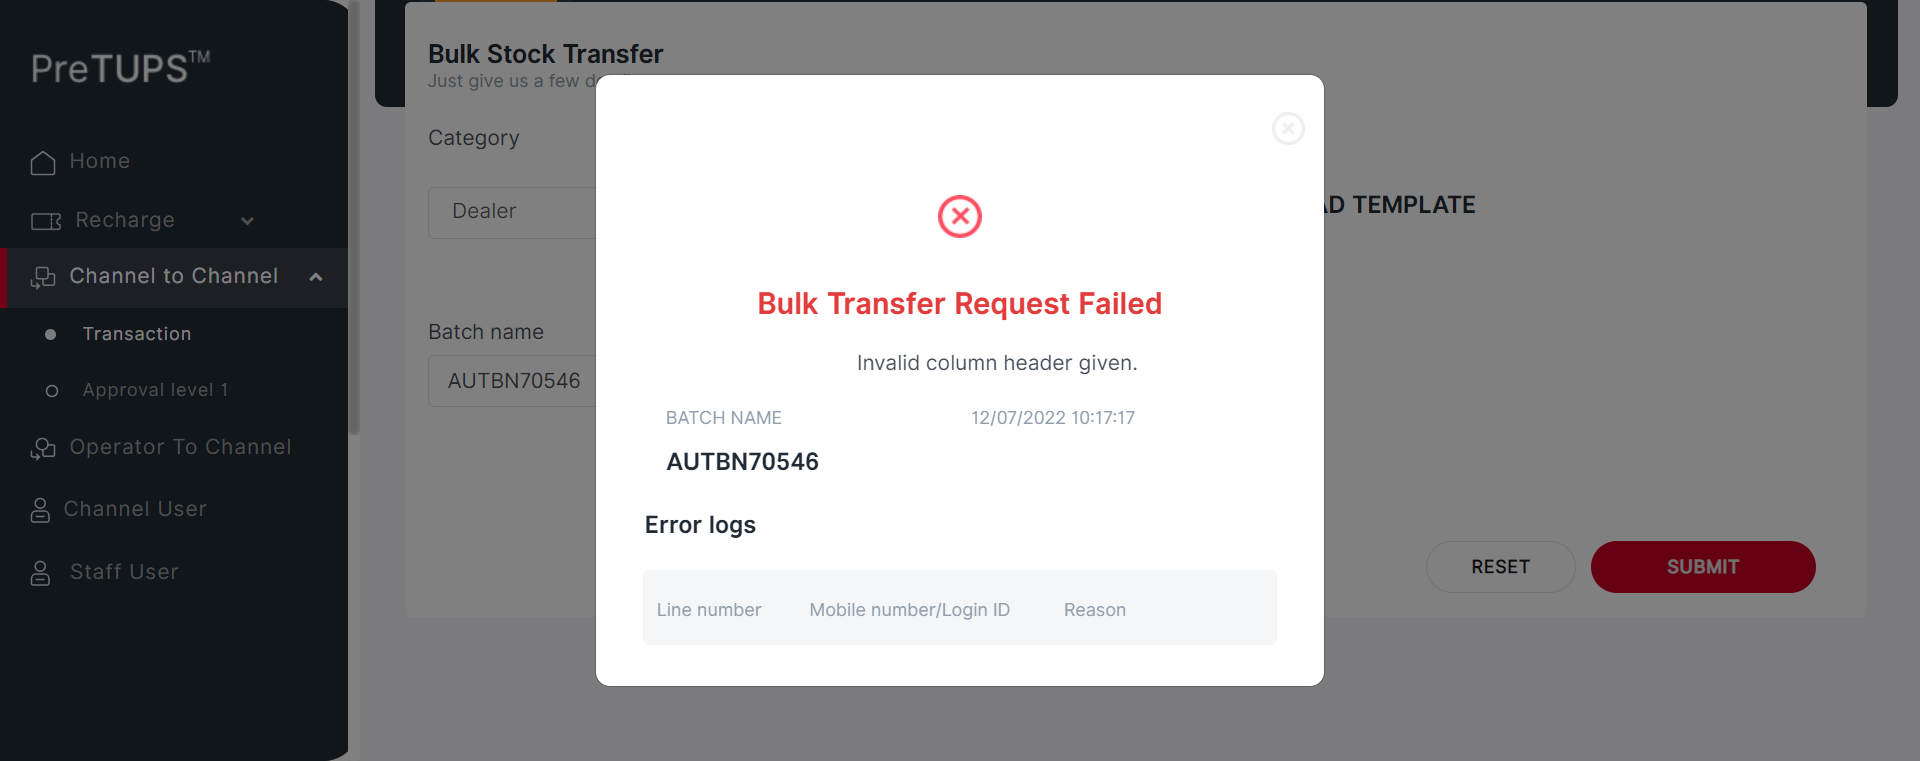 PreTUPS™
Home
Recharge
Channel to Channel
Transaction
Approval level 1
Operator To Channel
Channel User
Staff User
Bulk Stock Transfer
Just give us a few
Category
Dealer
TEMPLATE
Batch name
AUTBN70546
RESET
SUBMIT
Bulk Transfer Request Failed
Invalid column header given.
BATCH NAME 12/07/2022 10:17:17
AUTBN70546
Error logs
Line number Mobile number/Login ID Reason